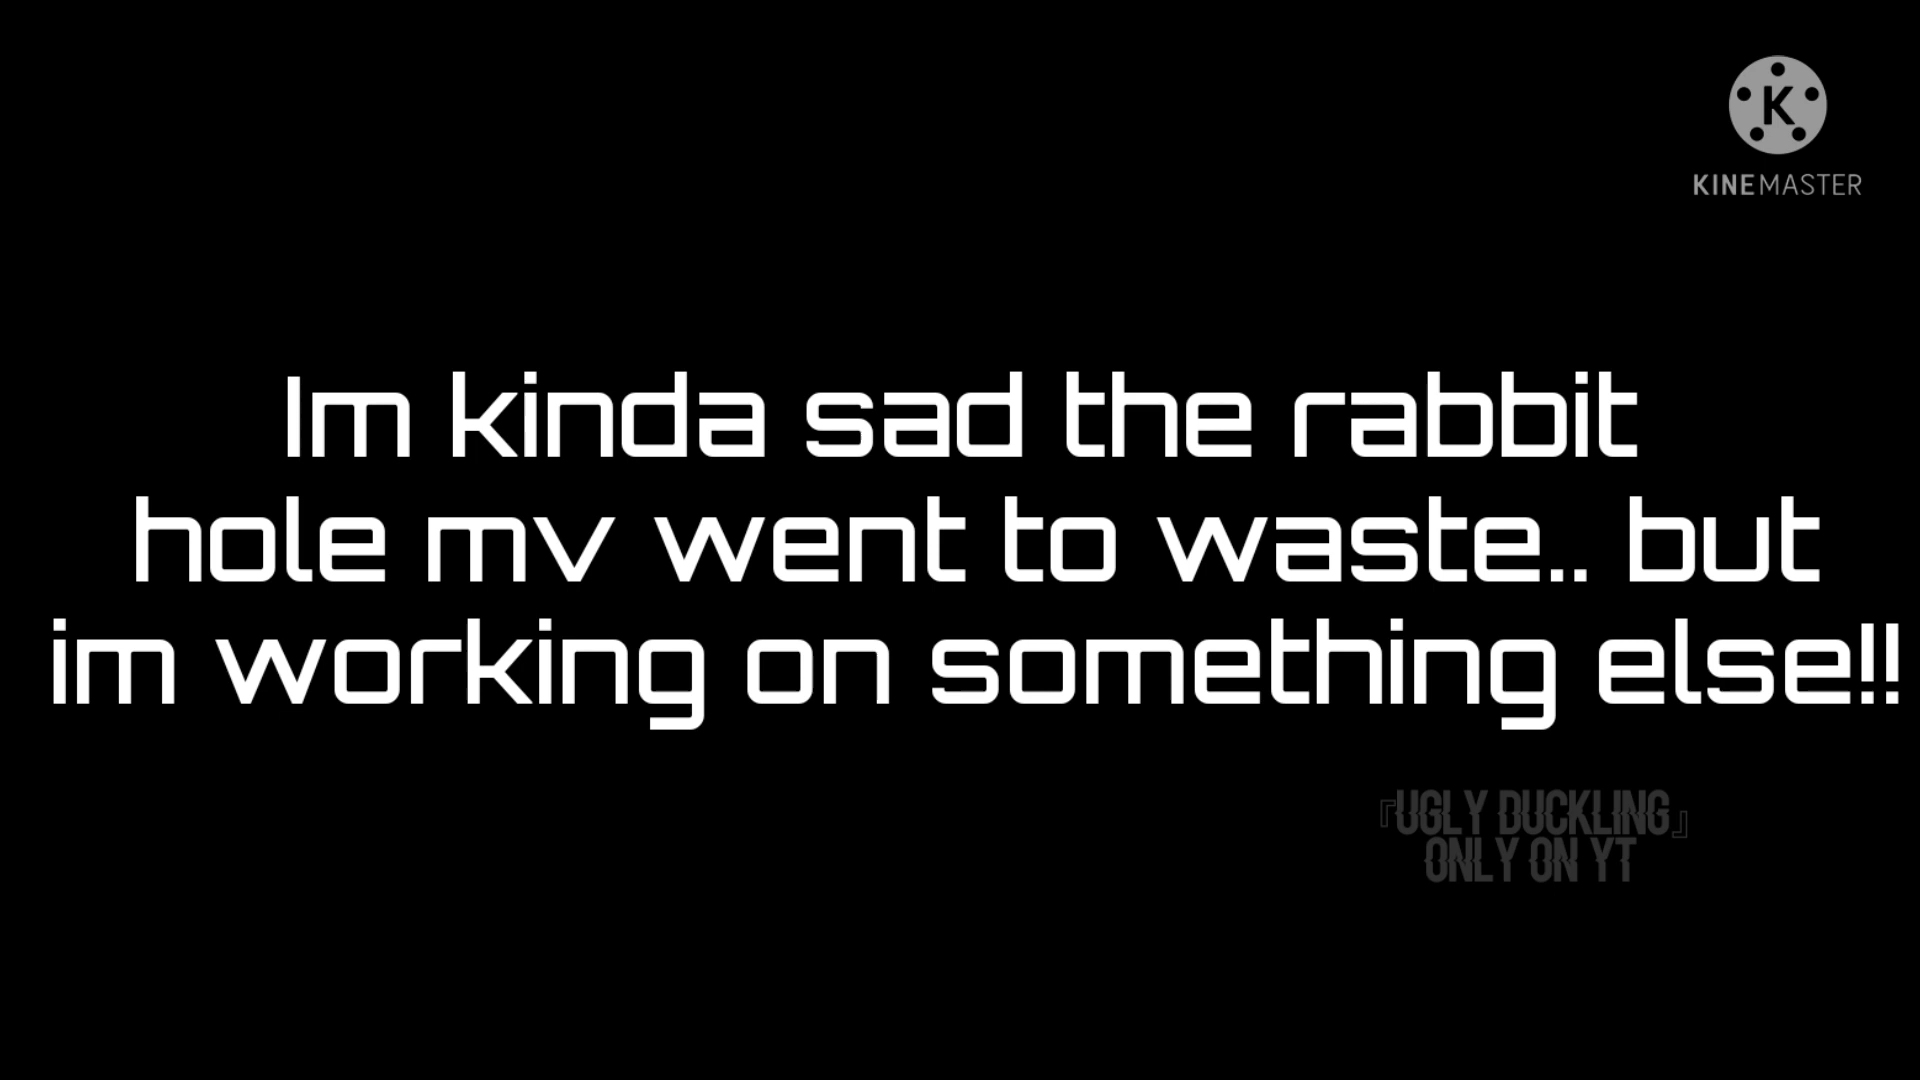 K
KINEMASTER
Im kinda sad the rabbit
hole mv went to waste.. but
im working on something else!!
『UGLY DUCKLING』
ONLY ON YT